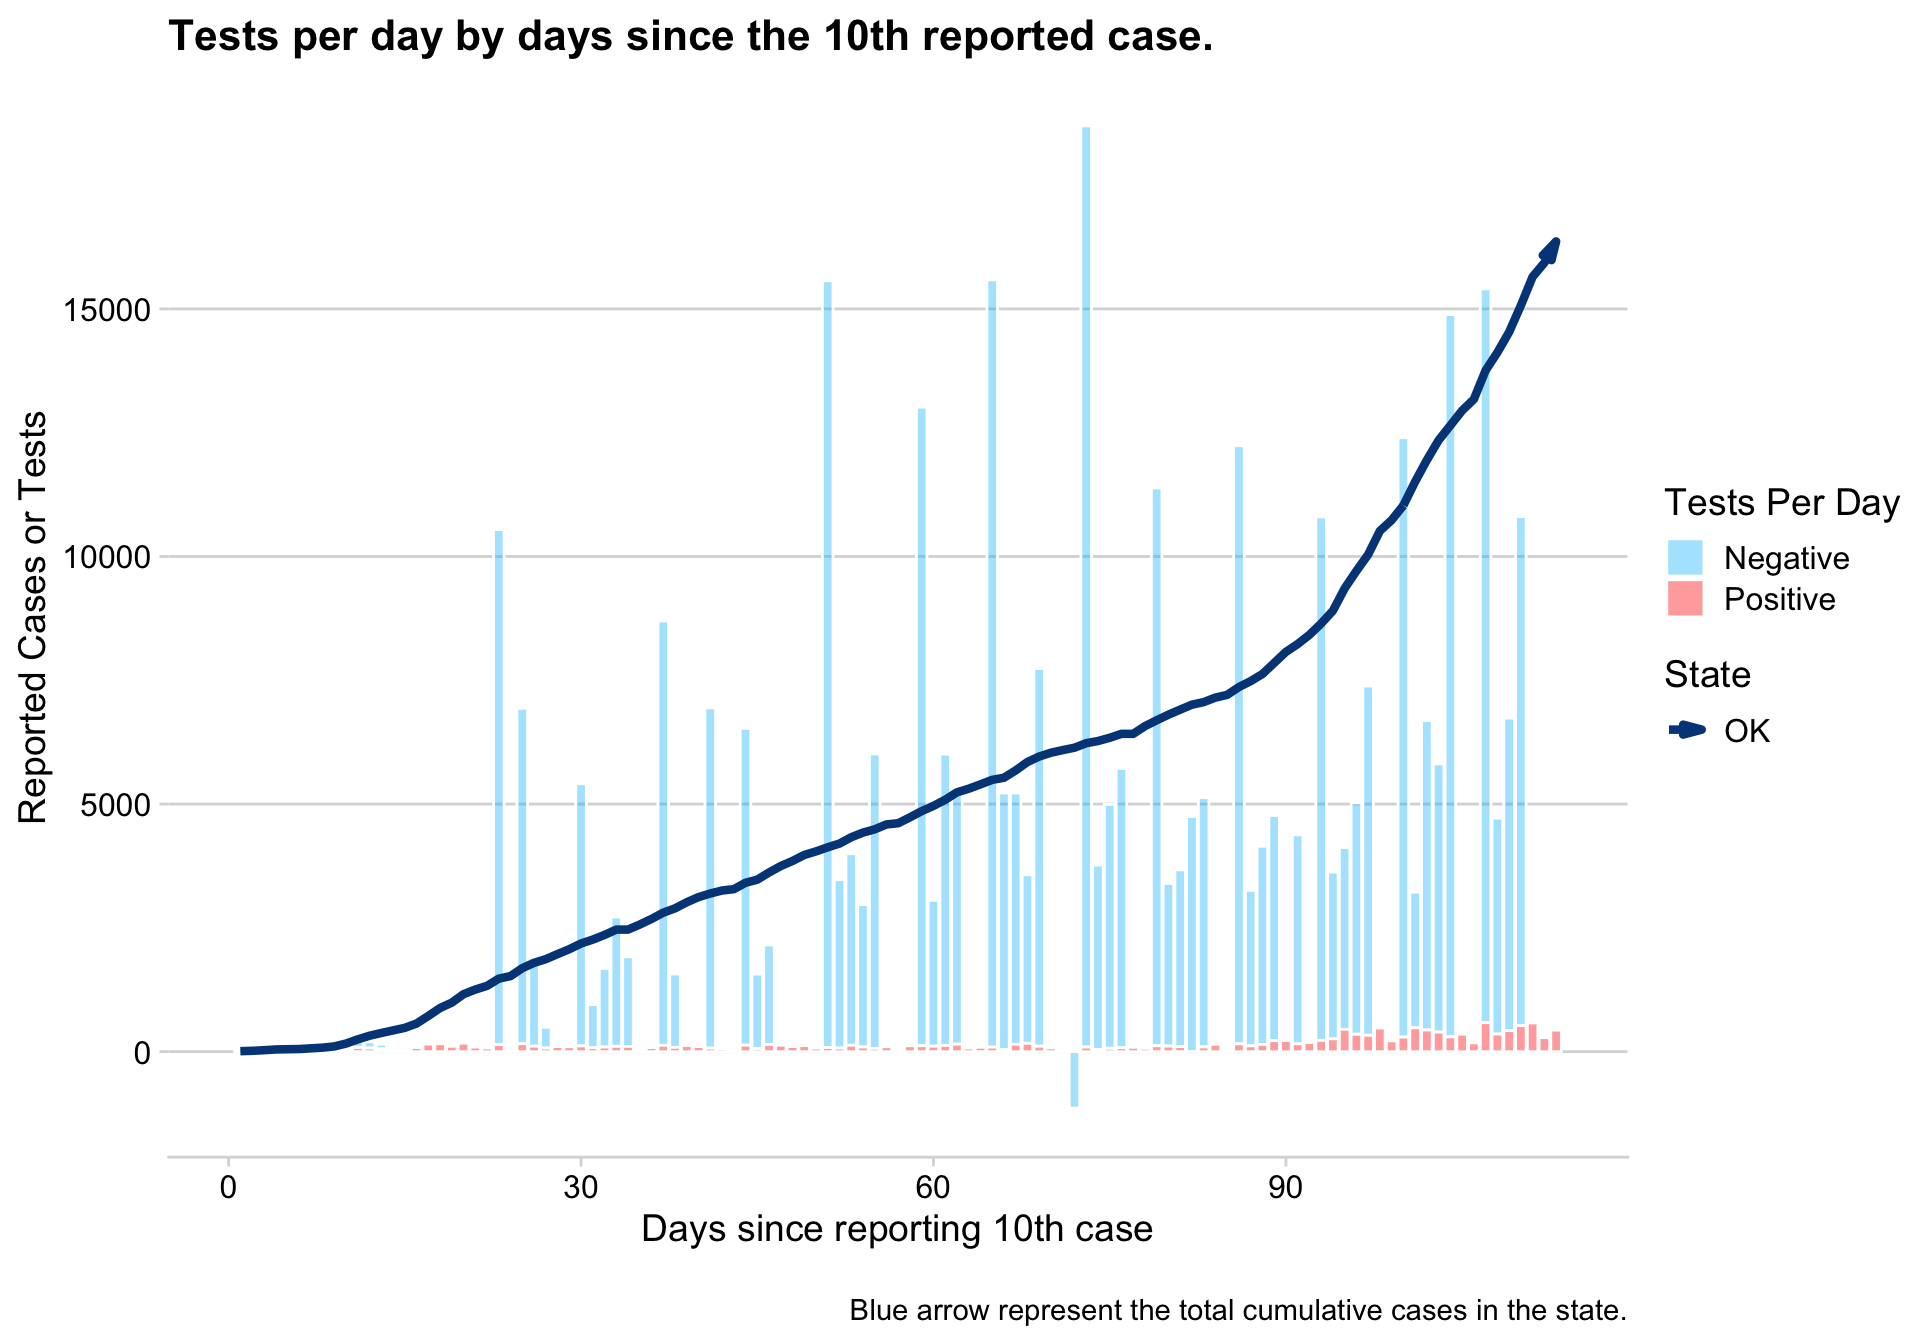 Tests per day by days since the 10th reported case.
Reported Cases or Tests
15000
10000
5000
0
0
30
60
90
Days since reporting 10th case
Tests Per Day
Negative
Positive
State
OK
Blue arrow represent the total cumulative cases in the state.